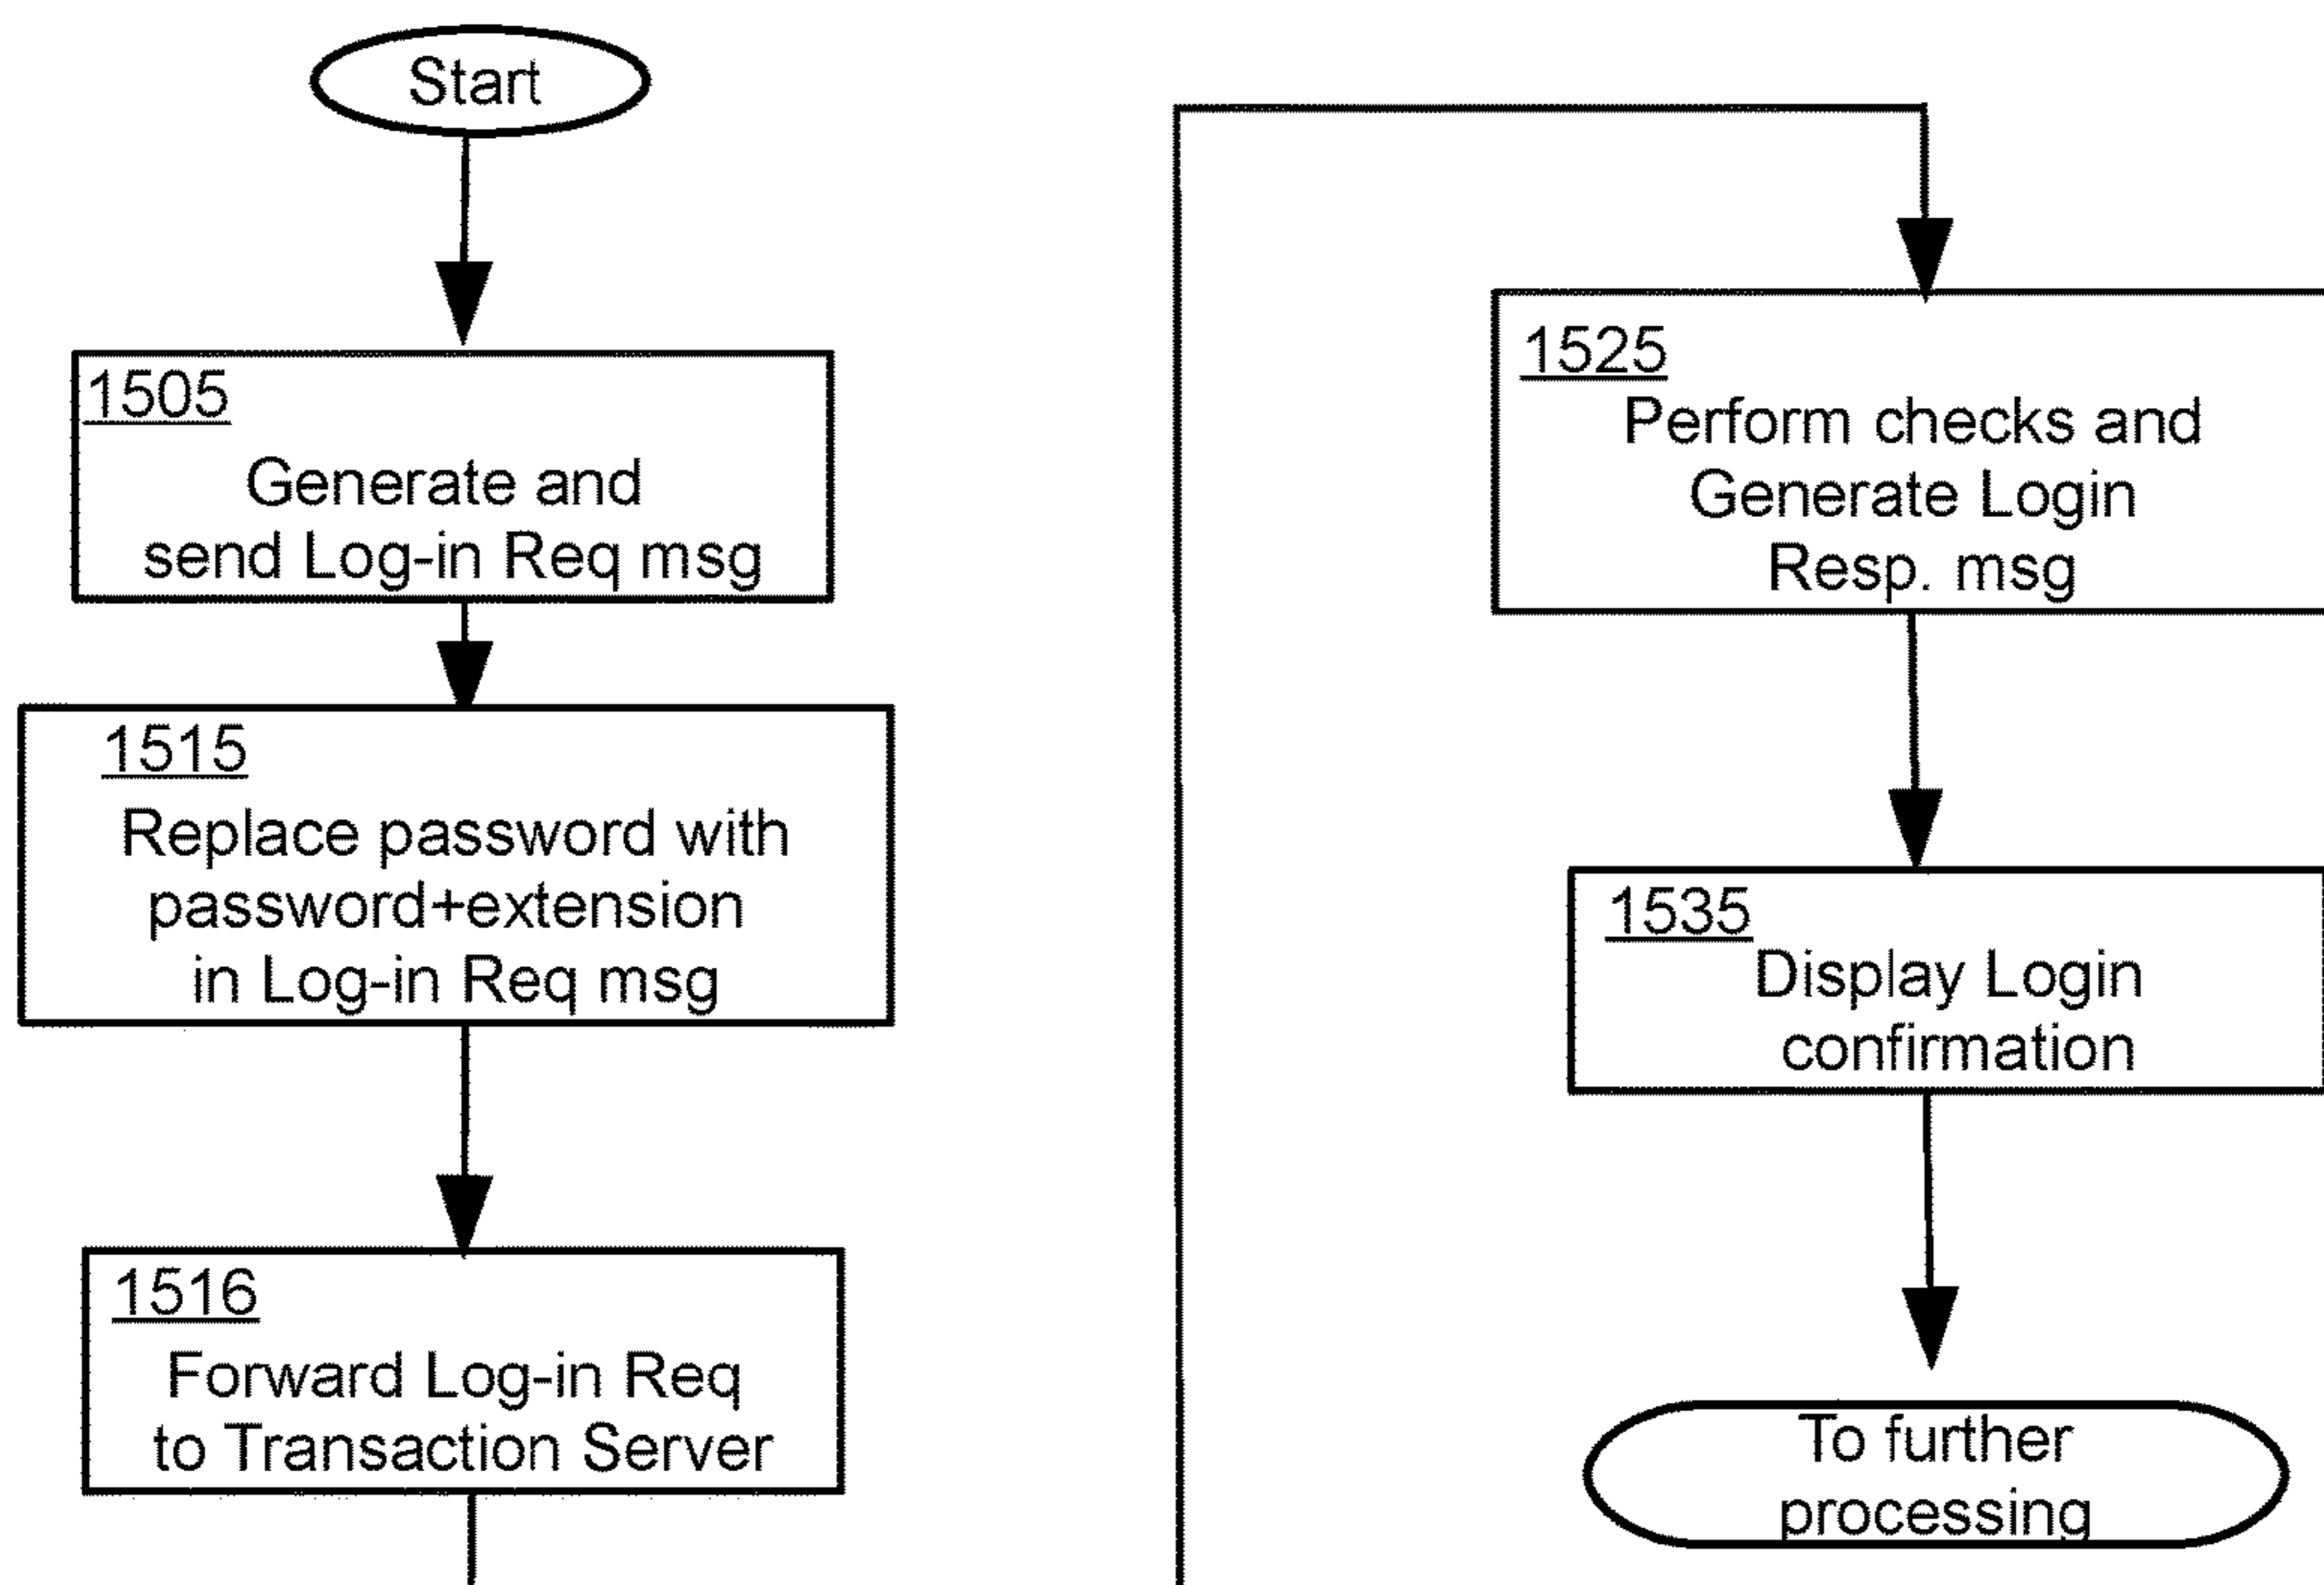 Start
1505
Generate and
send Log-in Req msg
1515
Replace password with
password+extension
in Log-in Req msg
1516
Forward Log-in Req
to Transaction Server
1525
Perform checks and
Generate Login
Resp. msg
1535
Display Login
confirmation
To further
processing